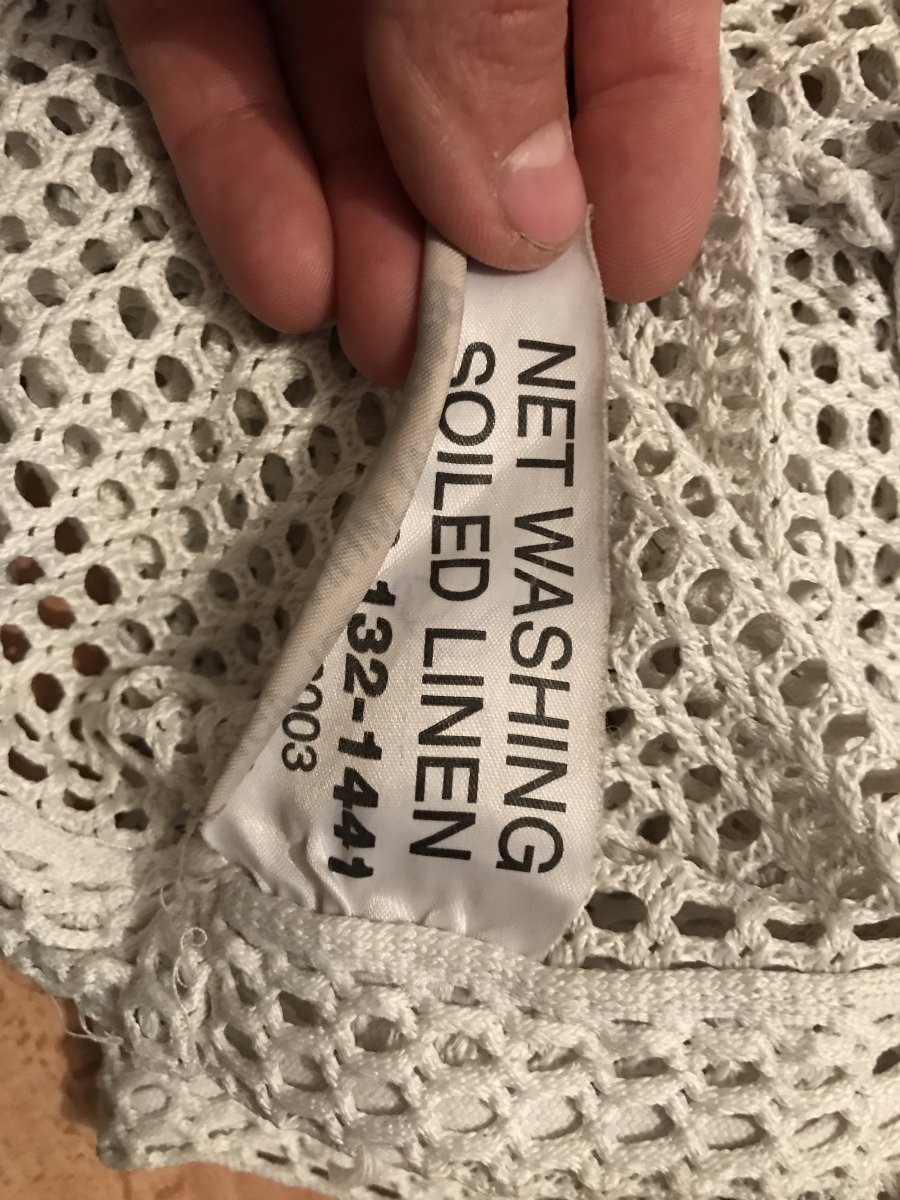 NET WASHING
SOILED LINEN
132-1441
003